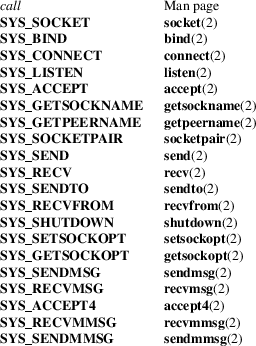 call Man page
SYS_SOCKET socket(2)
SYS_BIND bind(2)
SYS_CONNECT connect(2)
SYS_LISTEN listen(2)
SYS_ACCEPT accept(2)
SYS_GETSOCKNAME getsockname(2)
SYS_GETPEERNAME getpeername(2)
SYS_SOCKETPAIR socketpair(2)
SYS_SEND send(2)
SYS_RECV recv(2)
SYS_SENDTO sendto(2)
SYS_RECVFROM recvfrom(2)
SYS_SHUTDOWN shutdown(2)
SYS_SETSOCKOPT setsockopt(2)
SYS_GETSOCKOPT getsockopt(2)
SYS_SENDMSG sendmsg(2)
SYS_RECVMSG recvmsg(2)
SYS_ACCEPT4 accept4(2)
SYS_RECVMMSG recvmmsg(2)
SYS_SENDMMSG sendmmsg(2)